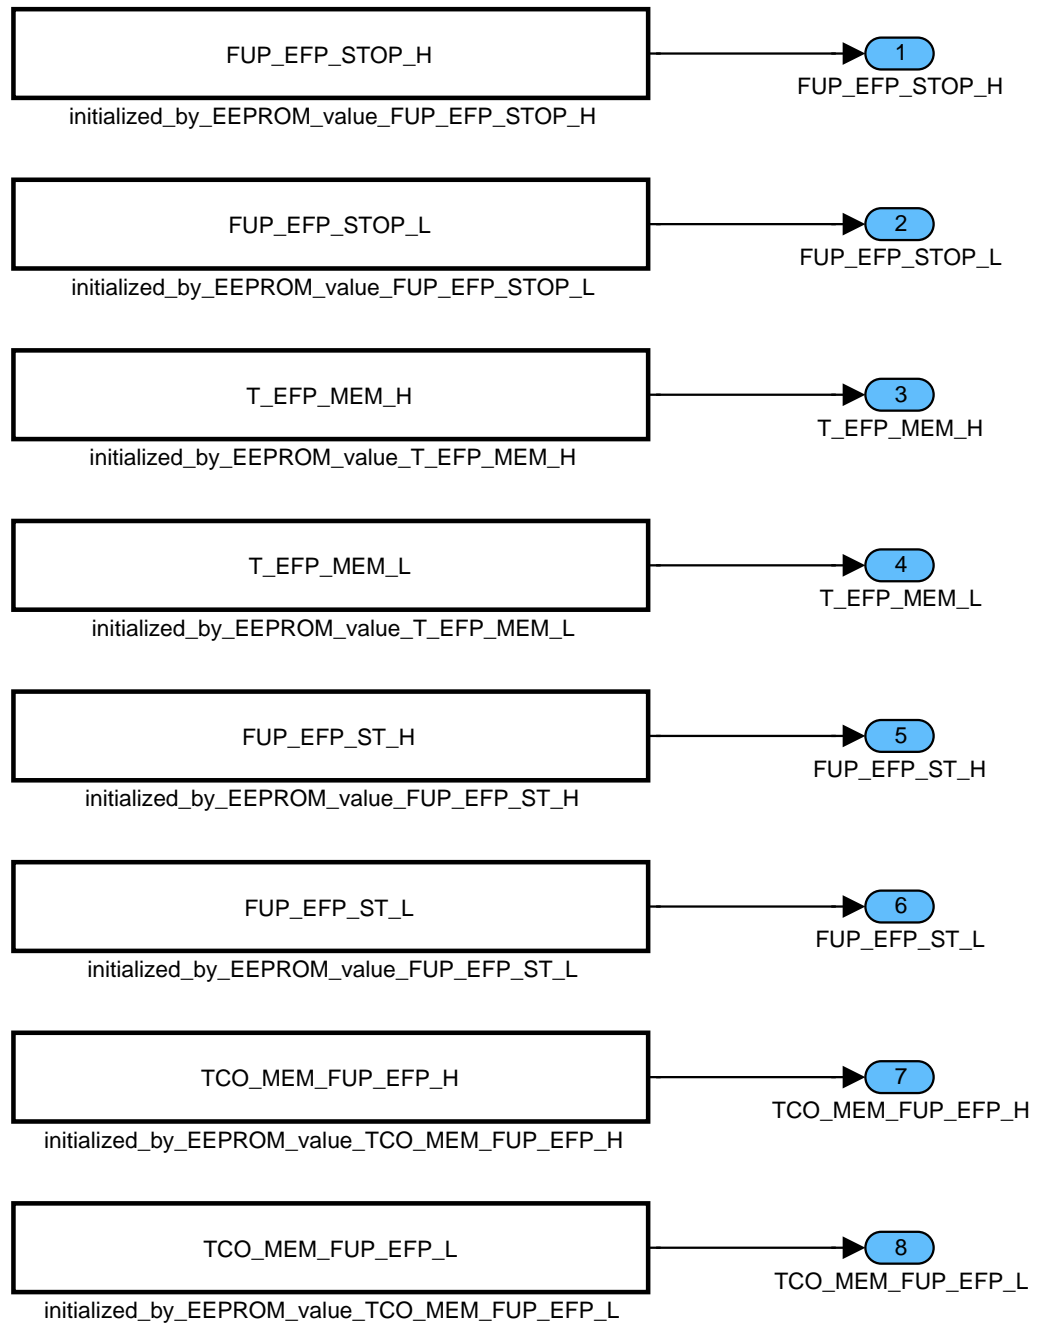 FUP_EFP_STOP_H
1
FUP_EFP_STOP_H
initialized_by_EEPROM_value_FUP_EFP_STOP_H
FUP_EFP_STOP_L
2
FUP_EFP_STOP_L
initialized_by_EEPROM_value_FUP_EFP_STOP_L
T_EFP_MEM_H
3
T_EFP_MEM_H
initialized_by_EEPROM_value_T_EFP_MEM_H
T_EFP_MEM_L
4
T_EFP_MEM_L
initialized_by_EEPROM_value_T_EFP_MEM_L
FUP_EFP_ST_H
5
FUP_EFP_ST_H
initialized_by_EEPROM_value_FUP_EFP_ST_H
FUP_EFP_ST_L
6
FUP_EFP_ST_L
initialized_by_EEPROM_value_FUP_EFP_ST_L
TCO_MEM_FUP_EFP_H
7
TCO_MEM_FUP_EFP_H
initialized_by_EEPROM_value_TCO_MEM_FUP_EFP_H
TCO_MEM_FUP_EFP_L
8
TCO_MEM_FUP_EFP_L
initialized_by_EEPROM_value_TCO_MEM_FUP_EFP_L